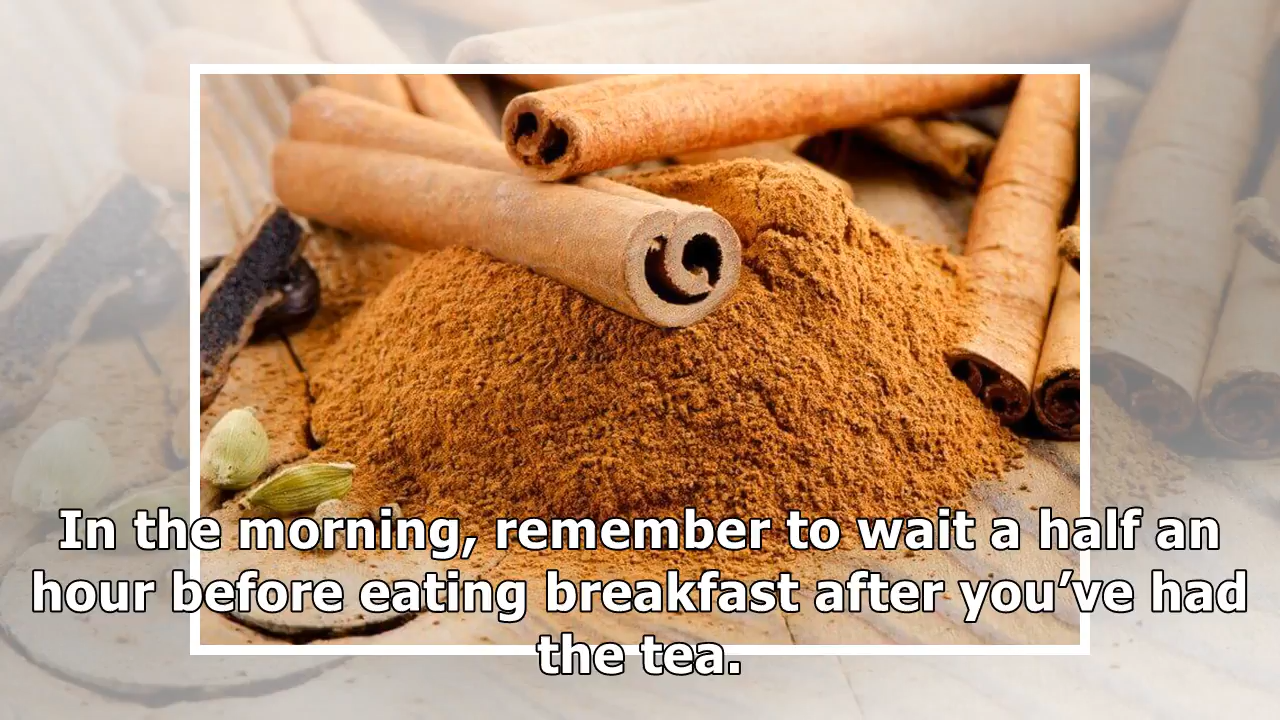 In the morning, remember to wait a half an
hour before eating breakfast after you’ve had
the tea.